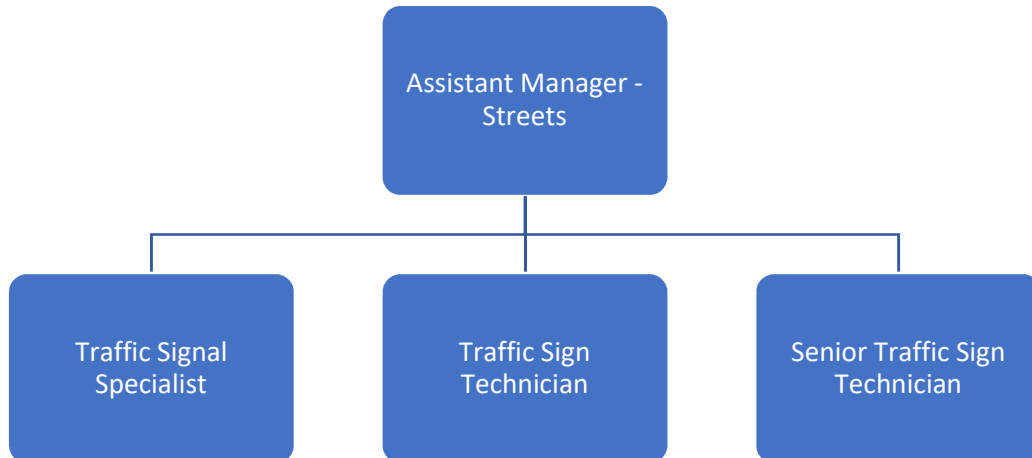 Assistant Manager -
Streets
Traffic Signal
Specialist
Traffic Sign
Technician
Senior Traffic Sign
Technician